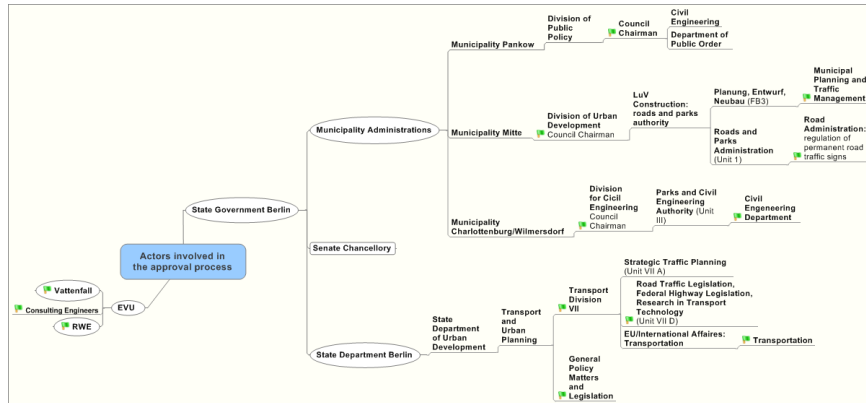 Civil
Engineering
Department of
Public Order
Council
Chairman
Division of
Public
Policy
Municipality Pankow
Municipality Administrations
Municipality Mitte
Division of Urban
Development
Council Chairman
LuV
Construction:
roads and parks
authority
Planung, Entwurf,
Neubau (FB3)
Municipal
Planning and
Traffic
Management
Roads and
Parks
Administration
(Unit 1)
Road
Administration:
regulation of
permanent road
traffic signs
Municipality
Charlottenburg/Wilmersdorf
Division
for Cicil
Engineering
Council
Chairman
Parks and Civil
Engineering
Authority (Unit
III)
Civil
Engeneering
Department
State Government Berlin
Senate Chancellory
Actors involved in
the approval process
Vattenfall
Consulting Engineers
RWE
EVU
State Department Berlin
State
Department
of Urban
Development
Transport
and
Urban
Planning
Transport
Division
VII
Strategic Traffic Planning
(Unit VII A)
Road Traffic Legislation,
Federal Highway Legislation,
Research in Transport
Technology
(Unit VII D)
EU/International Affaires:
Transportation
Transportation
General
Policy
Matters
and
Legislation